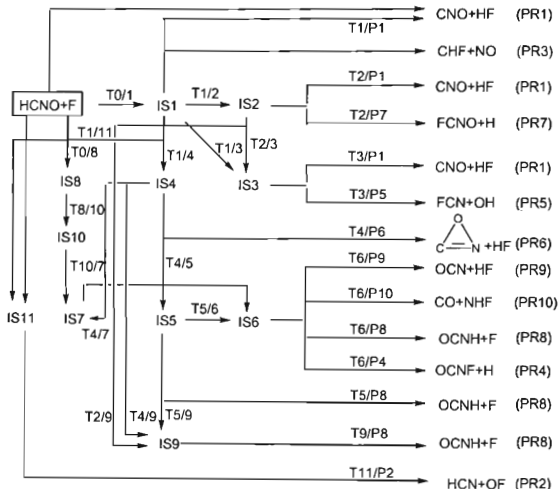 CNO+HF (PR1)
T1/P1
CHF+NO (PR3)
T2/P1
CNO+HF (PR1)
HCNO+F T0/1 IS1 T1/2 IS2
T2/P7 FCNO+H (PR7)
T1/11 T1/3 T2/3
T0/8 T1/4 T3/P1 CNO+HF (PR1)
IS8 IS4 IS3
T3/P5 FCN+OH (PR5)
T8/10
O
T4/P6 C N +HF (PR6)
IS10
T6/P9 OCN+HF (PR9)
T10/7 T4/5
T6/P10 CO+NHF (PR10)
IS11 IS7 IS5 T5/6 IS6
T4/7 T6/P8 OCNH+F (PR8)
T6/P4 OCNF+H (PR4)
T5/P8 OCNH+F (PR8)
T2/9 T4/9 T5/9
IS9 T9/P8 OCNH+F (PR8)
T11/P2 HCN+OF (PR2)